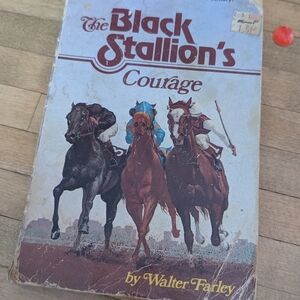 The Black
Stallion's
Courage
by Walter Farley